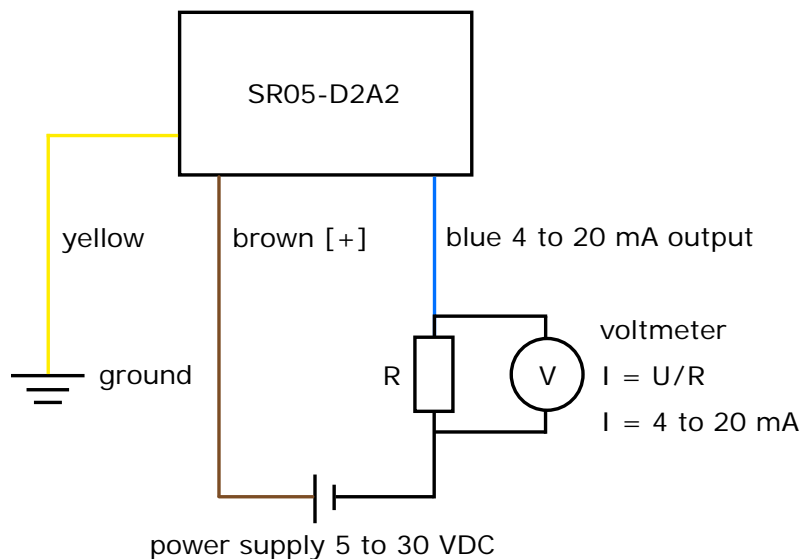 SR05-D2A2
yellow
brown [+]
blue 4 to 20 mA output
ground
R
V
voltmeter
I = U/R
I = 4 to 20 mA
power supply 5 to 30 VDC